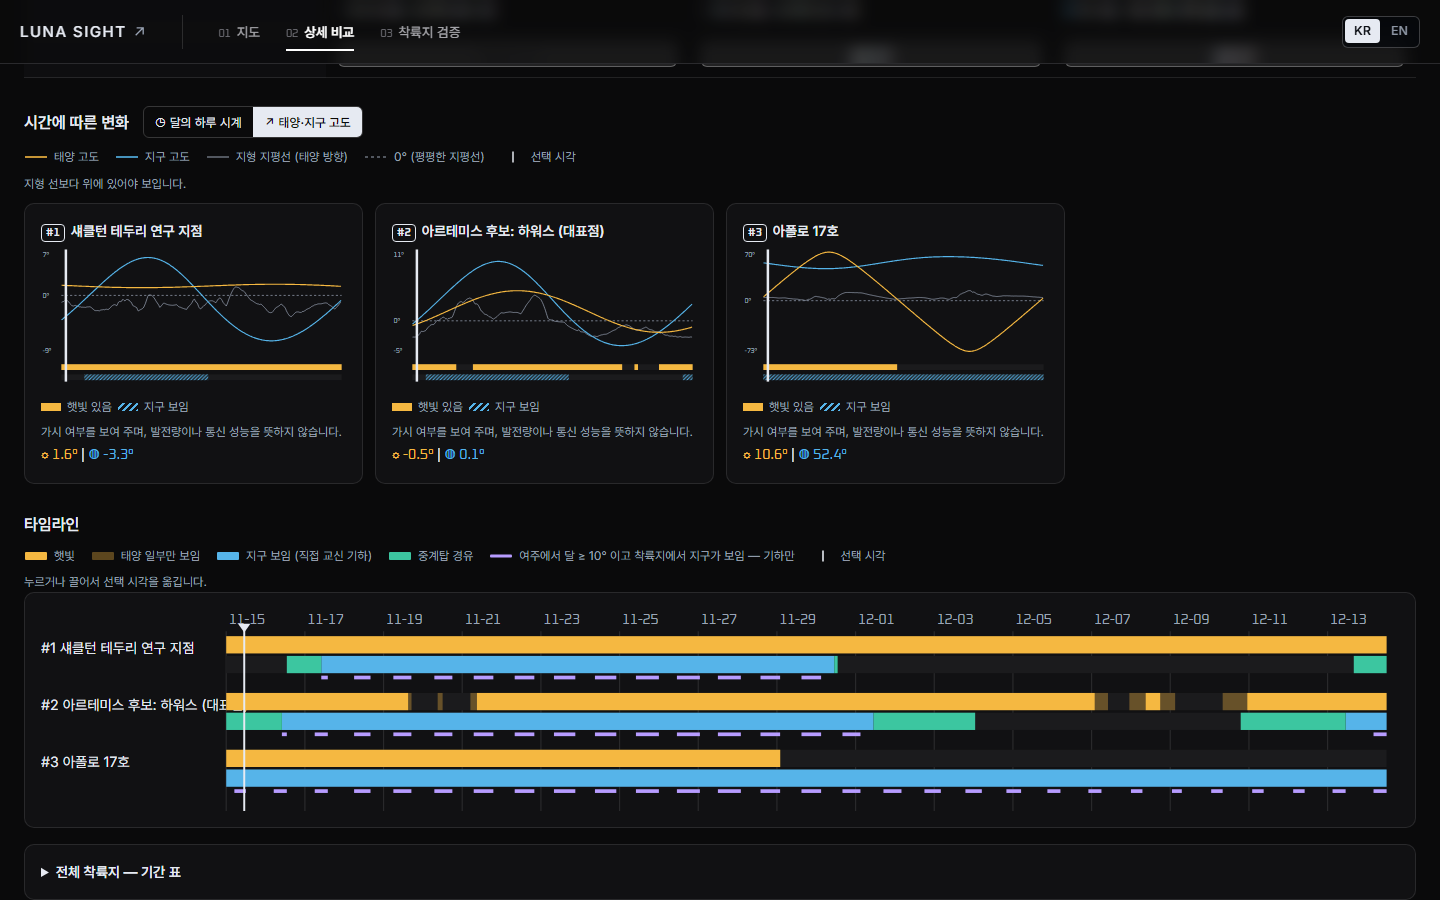 LUNA SIGHT ↗ 01 지도 02 상세 비교 03 착륙지 검증 KR EN
시간에 따른 변화 달의 하루 시계 ↗ 태양·지구 고도
태양 고도 지구 고도 지형 지평선 (태양 방향) 0° (평평한 지평선) 선택 시각
지형 선보다 위에 있어야 보입니다.
#1 새클턴 테두리 연구 지점
7°
0°
-9°
햇빛 있음 지구 보임
가시 여부를 보여 주며, 발전량이나 통신 성능을 뜻하지 않습니다.
1.6° | -3.3°
#2 아르테미스 후보: 하워스 (대표점)
11°
0°
-5°
햇빛 있음 지구 보임
가시 여부를 보여 주며, 발전량이나 통신 성능을 뜻하지 않습니다.
-0.5° | 0.1°
#3 아폴로 17호
70°
0°
-73°
햇빛 있음 지구 보임
가시 여부를 보여 주며, 발전량이나 통신 성능을 뜻하지 않습니다.
10.6° | 52.4°
타임라인
햇빛 태양 일부만 보임 지구 보임 (직접 교신 기하) 중계탑 경유 여주에서 달 ≥ 10° 이고 착륙지에서 지구가 보임 — 기하만 선택 시각
누르거나 끌어서 선택 시각을 옮깁니다.
11-15 11-17 11-19 11-21 11-23 11-25 11-27 11-29 12-01 12-03 12-05 12-07 12-09 12-11 12-13
#1 새클턴 테두리 연구 지점
#2 아르테미스 후보: 하워스 (대표
#3 아폴로 17호
▶ 전체 착륙지 — 기간 표